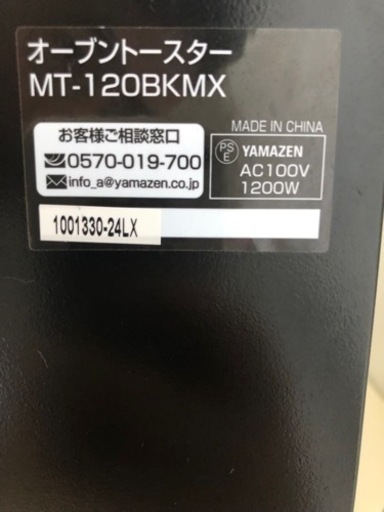 オーブントースター
MT-120BKMX
お客様ご相談窓口
0570-019-700
info_a@yamazen.co.jp
MADE IN CHINA
PSE YAMAZEN
AC100V
1200W
1001330-24LX